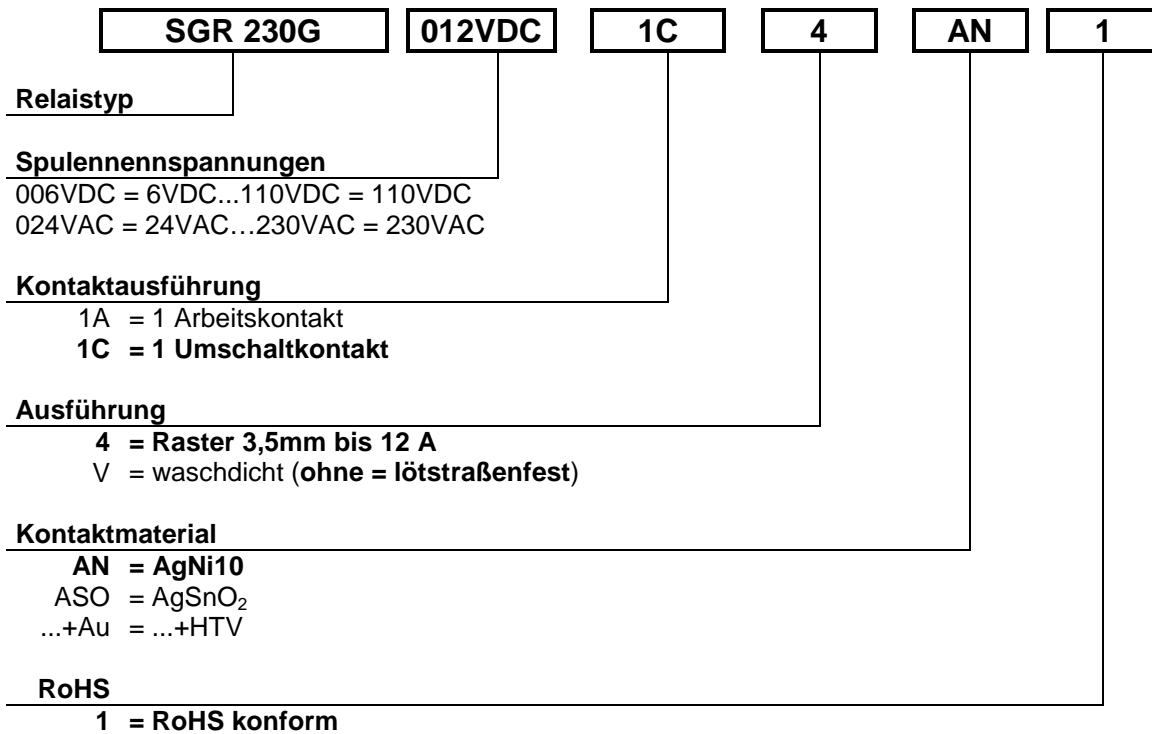 SGR 230G 012VDC 1C 4 AN 1
Relaistyp
Spulennennspannungen
006VDC = 6VDC...110VDC = 110VDC
024VAC = 24VAC…230VAC = 230VAC
Kontaktausführung
1A = 1 Arbeitskontakt
1C = 1 Umschaltkontakt
Ausführung
4 = Raster 3,5mm bis 12 A
V = waschdicht (ohne = lötstraßenfest)
Kontaktmaterial
AN = AgNi10
ASO = AgSnO₂
...+Au = ...+HTV
RoHS
1 = RoHS konform